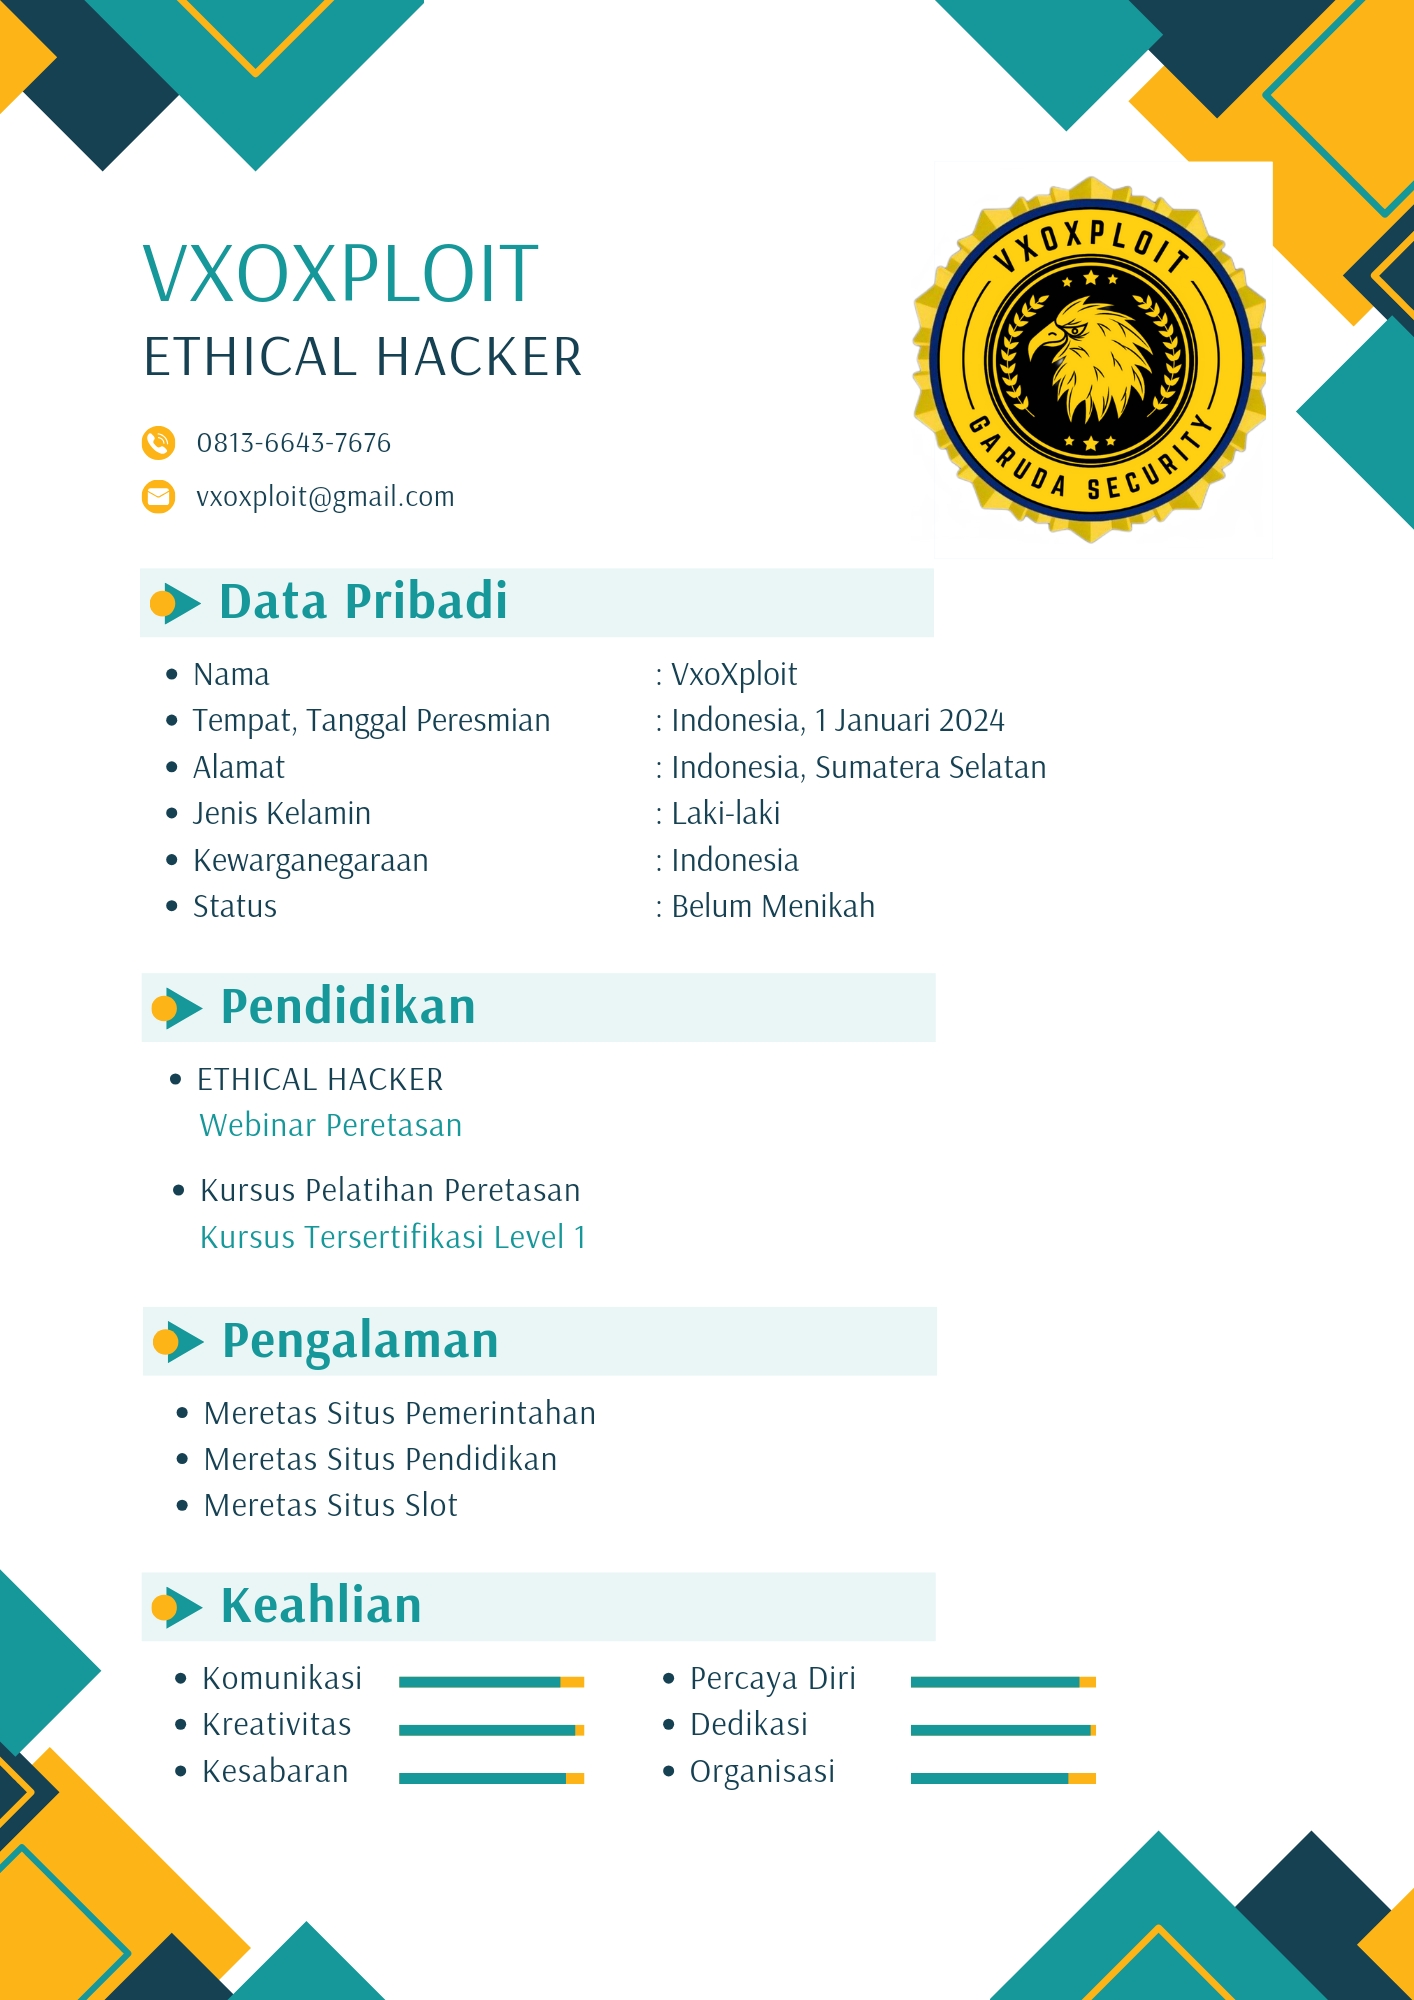 VXOXPLOIT
ETHICAL HACKER
0813-6643-7676
vxoxploit@gmail.com
VXOXPLOIT
GARUDA SECURITY
Data Pribadi
Nama : VxoXploit
Tempat, Tanggal Peresmian : Indonesia, 1 Januari 2024
Alamat : Indonesia, Sumatera Selatan
Jenis Kelamin : Laki-laki
Kewarganegaraan : Indonesia
Status : Belum Menikah
Pendidikan
ETHICAL HACKER
Webinar Peretasan
Kursus Pelatihan Peretasan
Kursus Tersertifikasi Level 1
Pengalaman
Meretas Situs Pemerintahan
Meretas Situs Pendidikan
Meretas Situs Slot
Keahlian
Komunikasi
Kreativitas
Kesabaran
Percaya Diri
Dedikasi
Organisasi